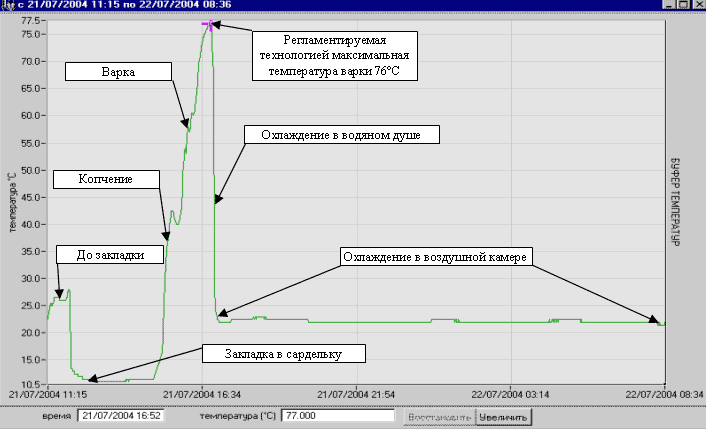 с 21/07/2004 11:15 по 22/07/2004 08:36
77.5
70.0
65.0
60.0
55.0
50.0
45.0
40.0
35.0
30.0
25.0
20.0
15.0
10.5
температура °C
Регламентируемая
технологией максимальная
температура варки 76°C
Варка
Охлаждение в водяном душе
Копчение
До закладки
Охлаждение в воздушной камере
Закладка в сардельку
БУФЕР ТЕМПЕРАТУР
21/07/2004 11:15
21/07/2004 16:34
21/07/2004 21:54
22/07/2004 03:14
22/07/2004 08:34
время
21/07/2004 16:52
температура (°C)
77.000
Восстановить
Увеличить